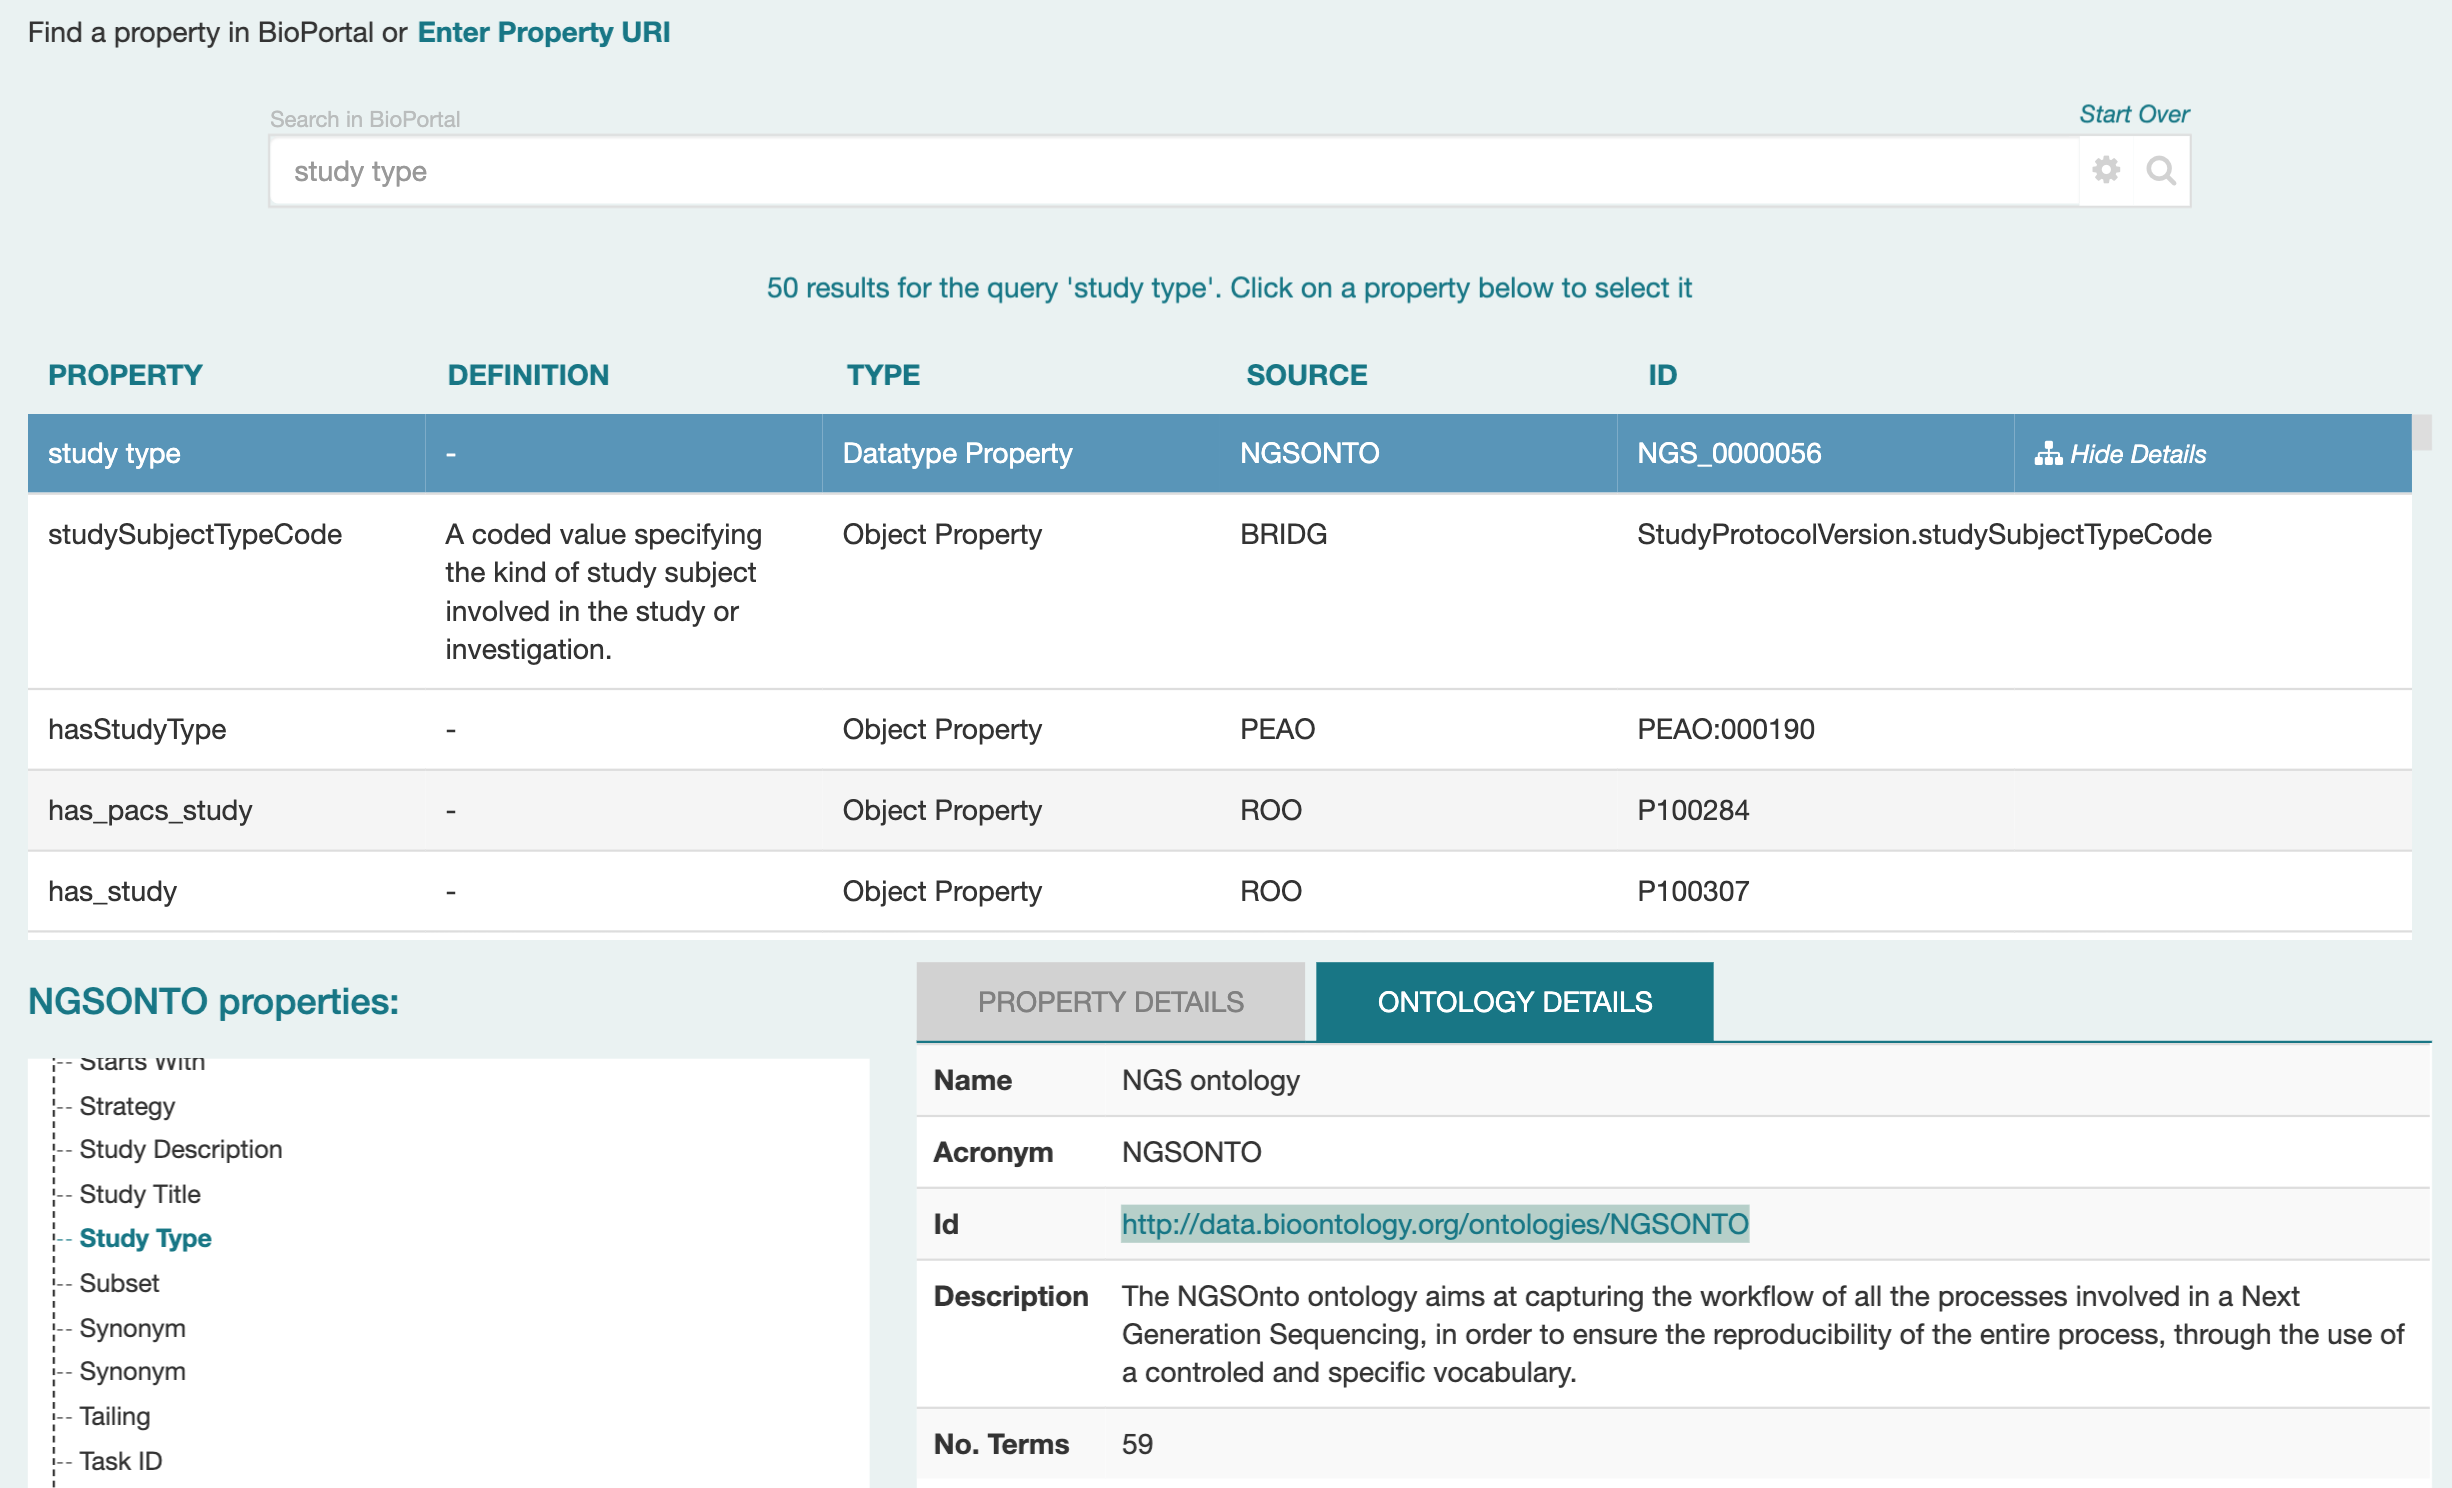 Find a property in BioPortal or Enter Property URI
Search in BioPortal
Start Over
study type
50 results for the query 'study type'. Click on a property below to select it
PROPERTY DEFINITION TYPE SOURCE ID
study type - Datatype Property NGSONTO NGS_0000056 Hide Details
studySubjectTypeCode A coded value specifying Object Property BRIDG StudyProtocolVersion.studySubjectTypeCode
the kind of study subject
involved in the study or
investigation.
hasStudyType - Object Property PEAO PEAO:000190
has_pacs_study - Object Property ROO P100284
has_study - Object Property ROO P100307
NGSONTO properties:
Starts With
Strategy
Study Description
Study Title
Study Type
Subset
Synonym
Synonym
Tailing
Task ID
PROPERTY DETAILS ONTOLOGY DETAILS
Name NGS ontology
Acronym NGSONTO
Id http://data.bioontology.org/ontologies/NGSONTO
Description The NGSOnto ontology aims at capturing the workflow of all the processes involved in a Next
Generation Sequencing, in order to ensure the reproducibility of the entire process, through the use of
a controled and specific vocabulary.
No. Terms 59